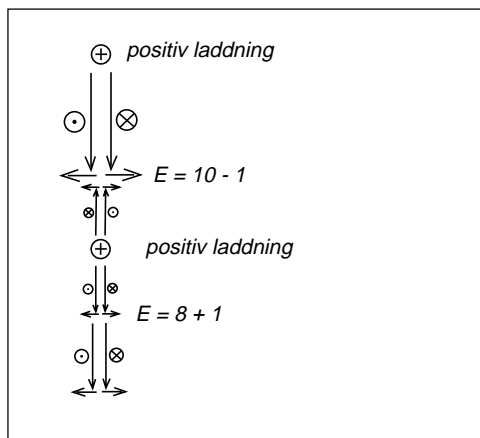 positiv laddning
E = 10 - 1
positiv laddning
E = 8 + 1